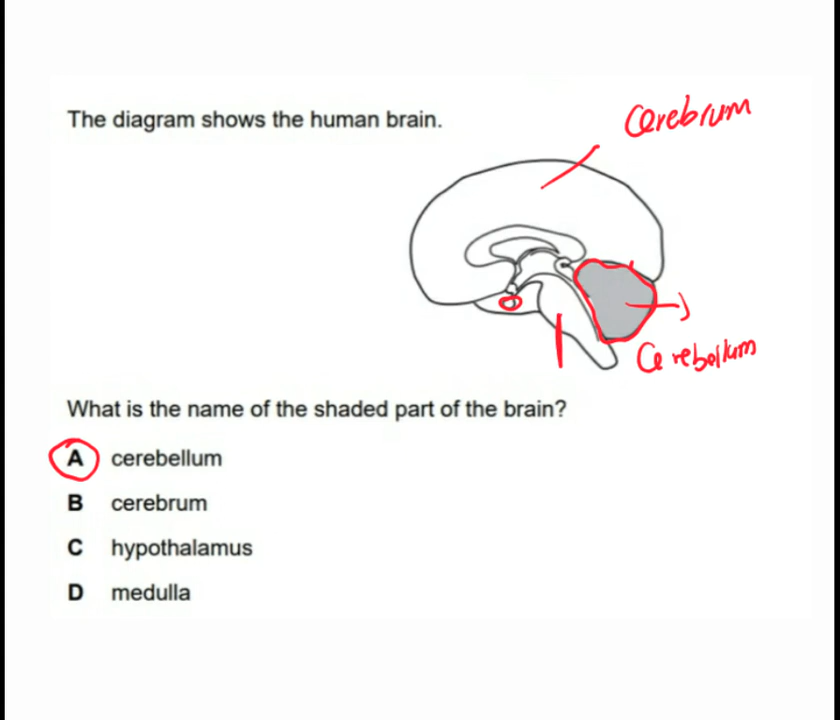 The diagram shows the human brain.
Cerebrum
Cerebellum
What is the name of the shaded part of the brain?
A cerebellum
B cerebrum
C hypothalamus
D medulla